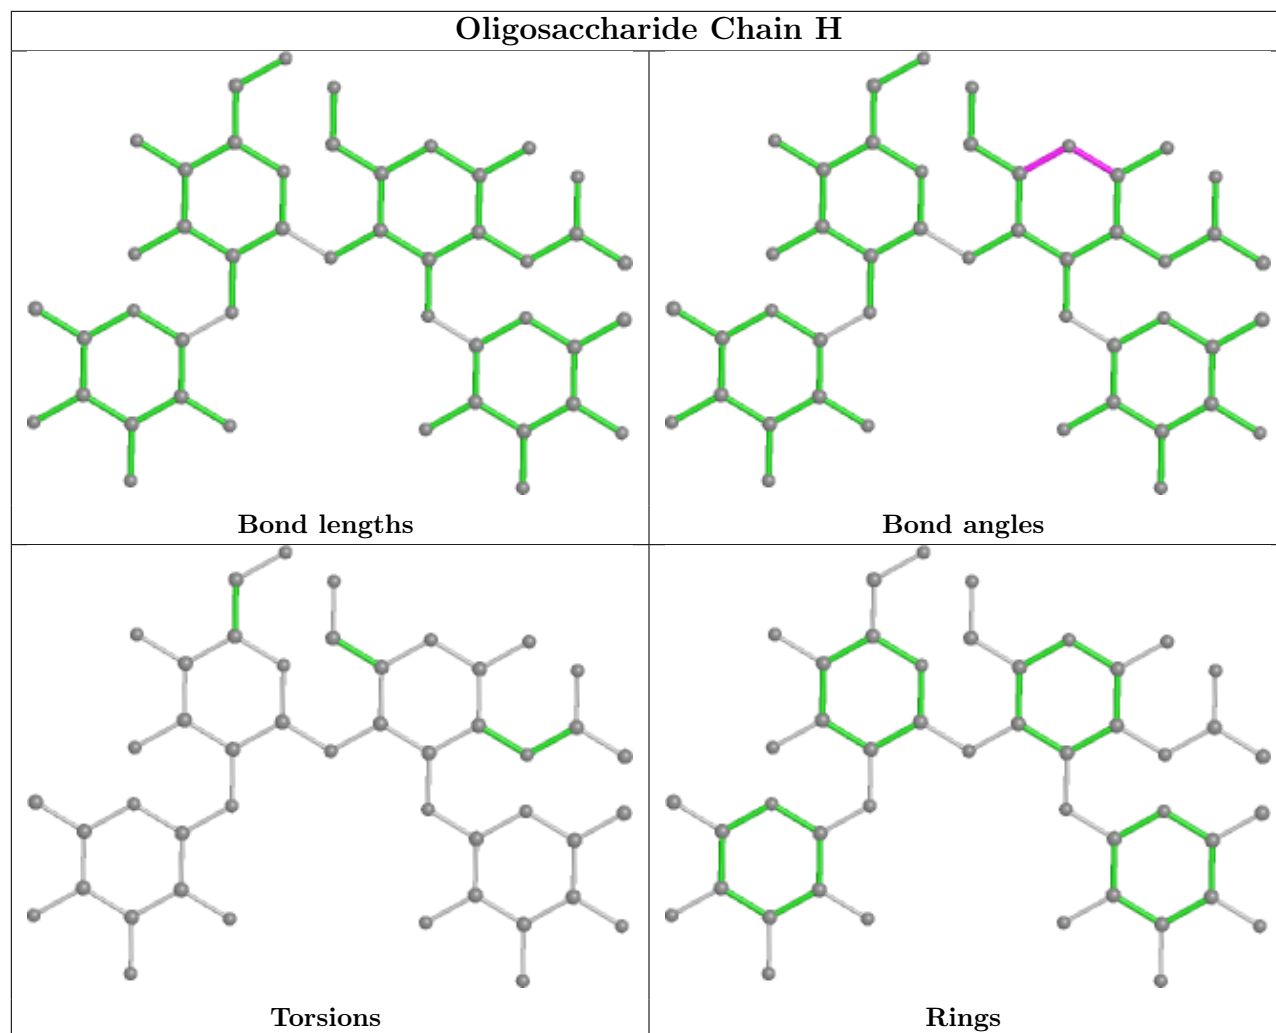 Oligosaccharide Chain H
Bond lengths
Bond angles
Torsions
Rings